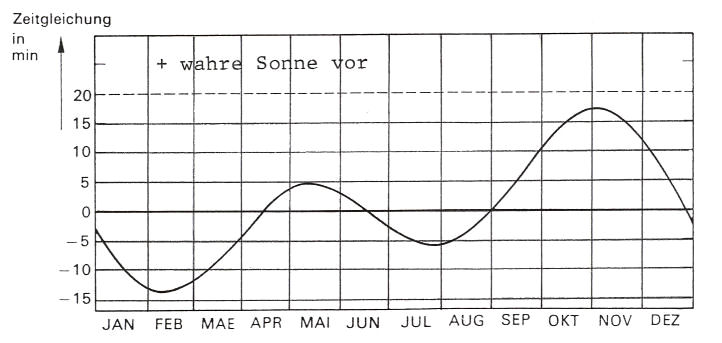 Zeitgleichung
in
min
+ wahre Sonne vor
20
15
10
5
0
−5
−10
−15
JAN FEB MAE APR MAI JUN JUL AUG SEP OKT NOV DEZ